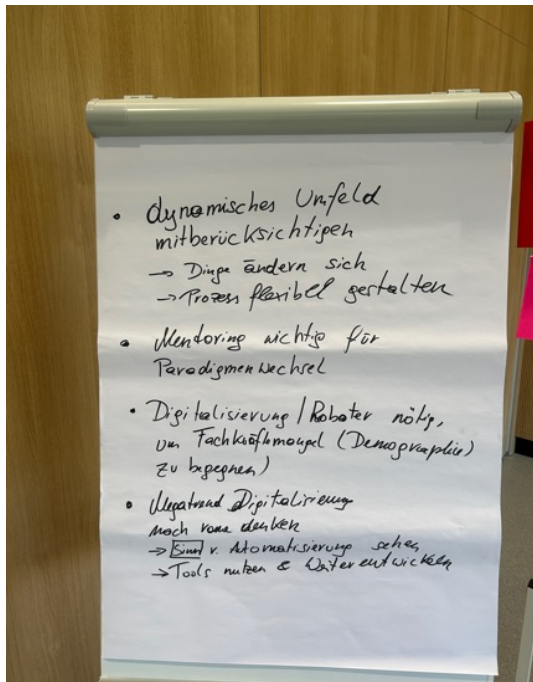 • dynamisches Umfeld
mitberücksichtigen
→ Dinge ändern sich
→ Prozess flexibel gestalten
• Mentoring wichtig für
Paradigmenwechsel
• Digitalisierung / Roboter nötig,
um Fachkräftemangel (Demographie)
zu begegnen)
• Megatrend Digitalisierung
nach vorne denken
→ Sinn v. Automatisierung sehen
→ Tools nutzen & Weiterentwickeln